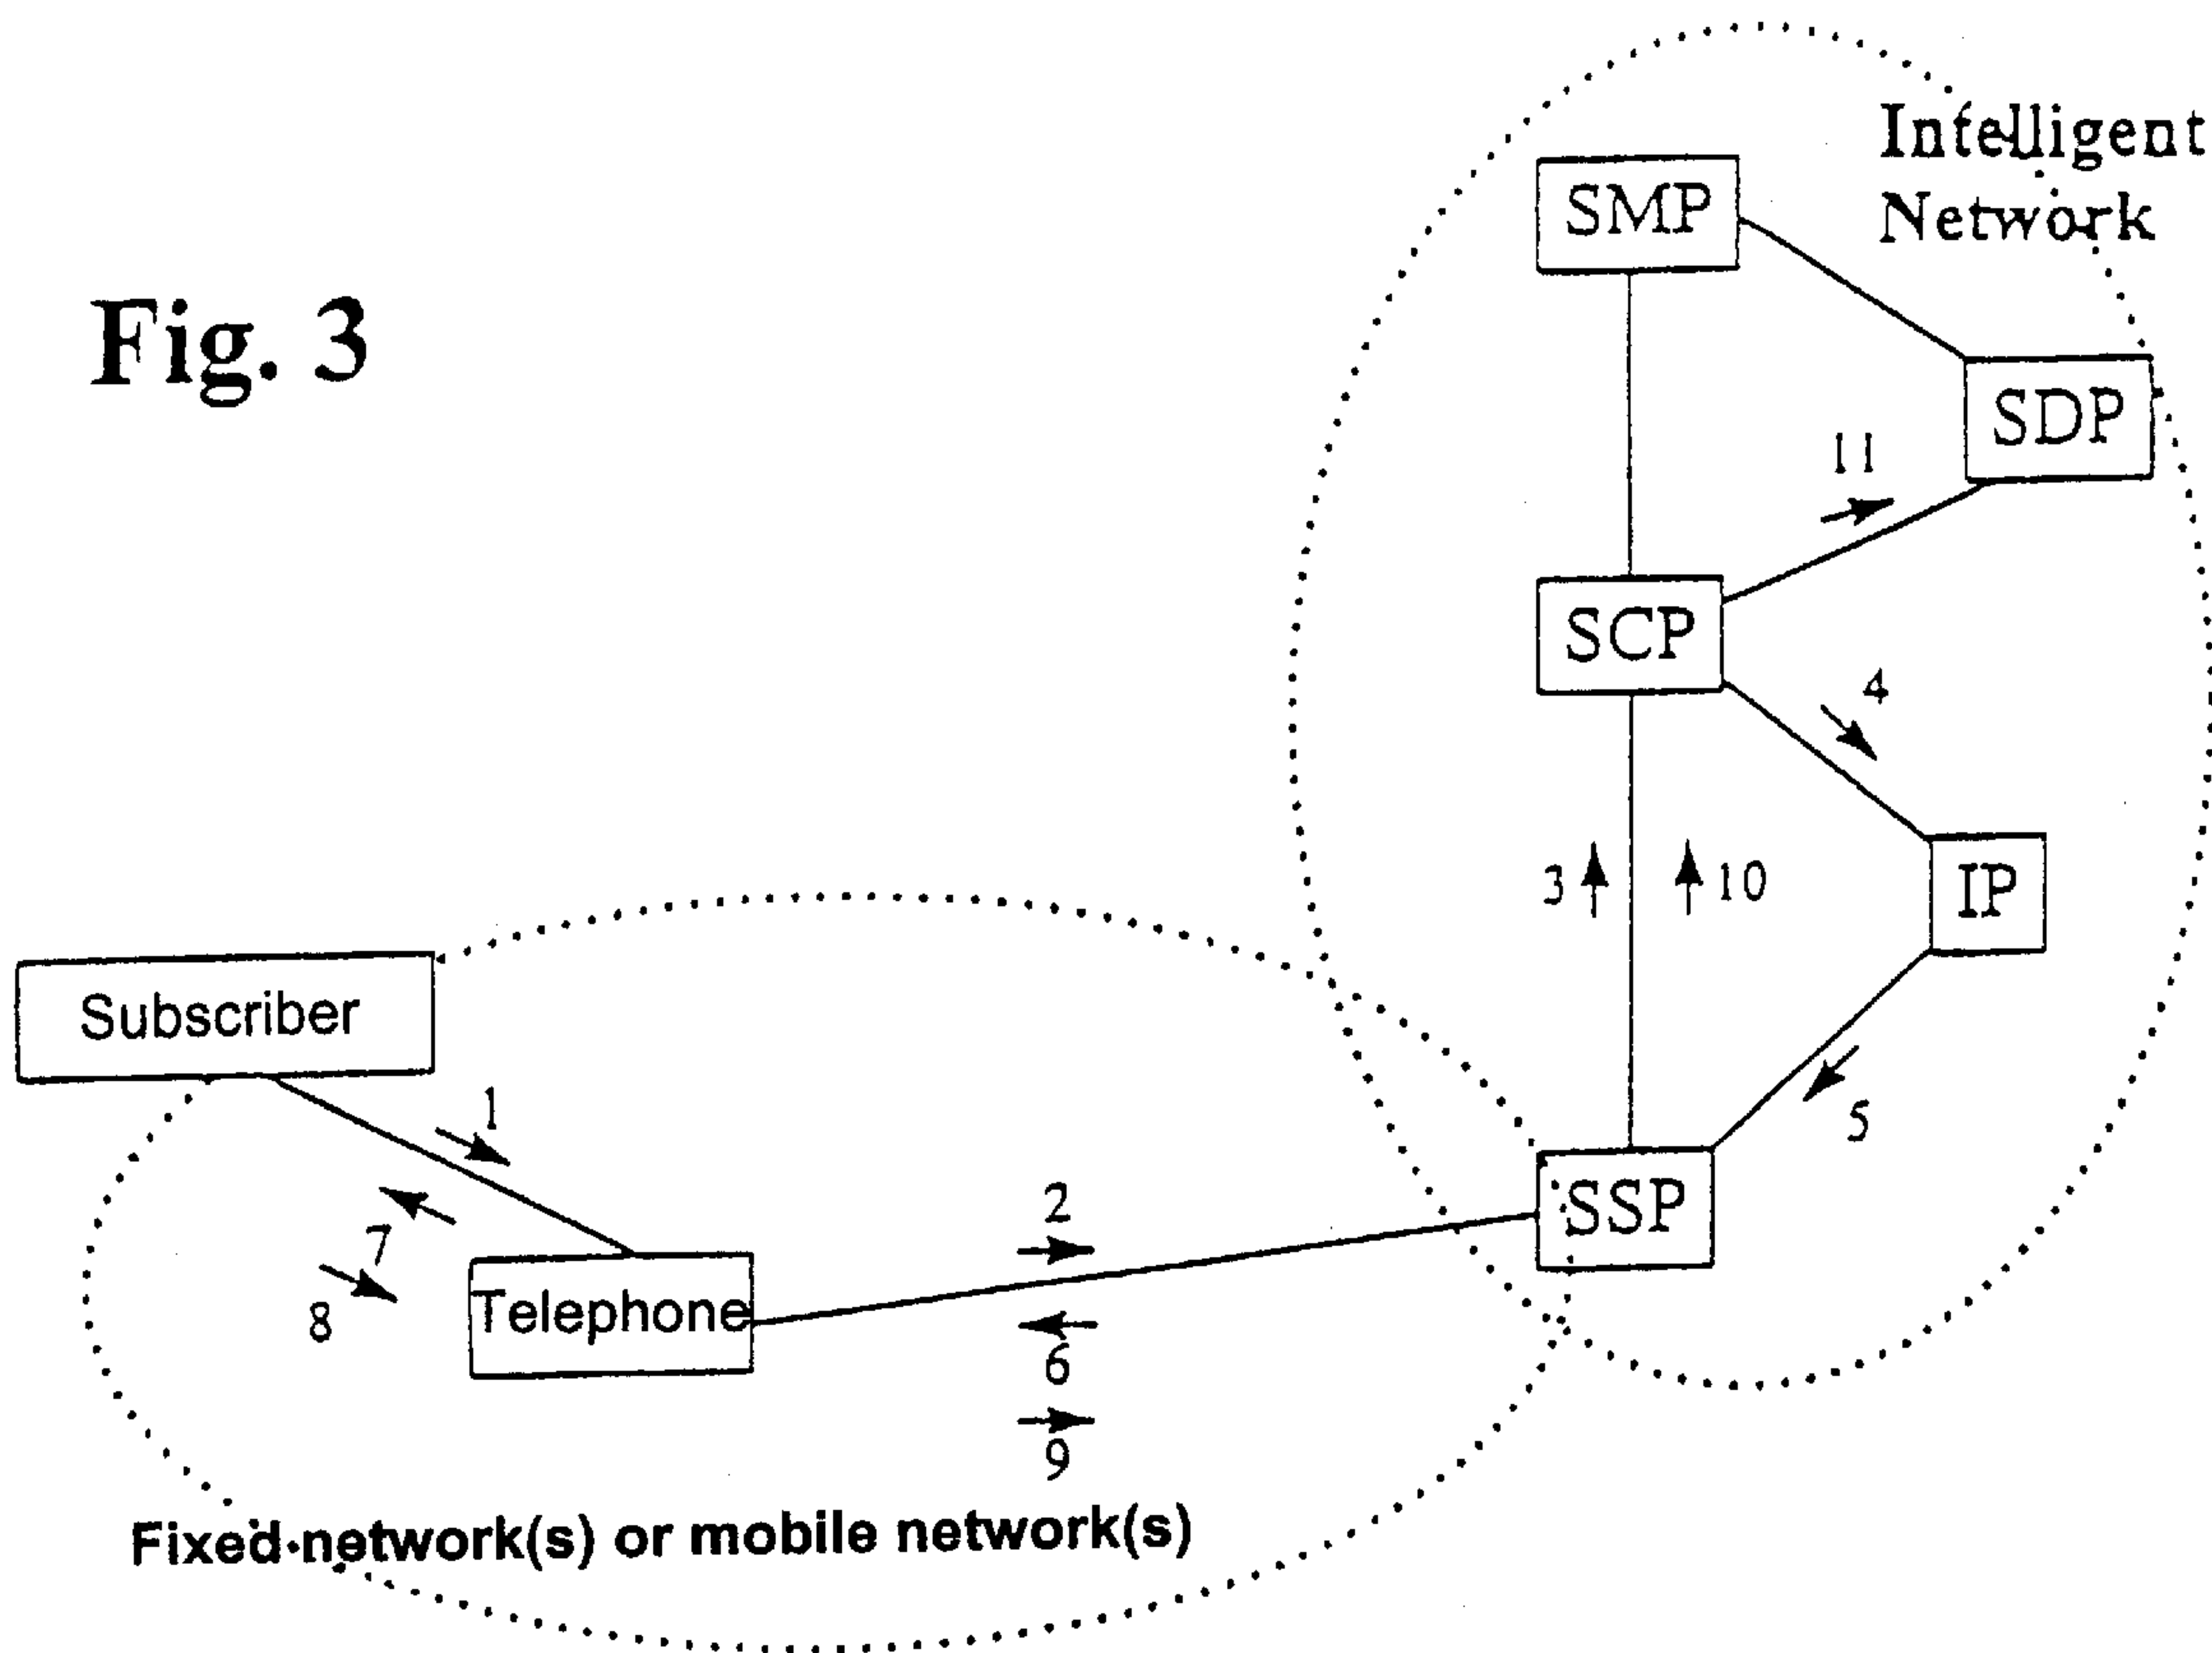 Intelligent
Network
SMP
Fig. 3
SDP
11
SCP
4
3
10
IP
Subscriber
1
5
2
SSP
7
8
Telephone
6
9
Fixed network(s) or mobile network(s)